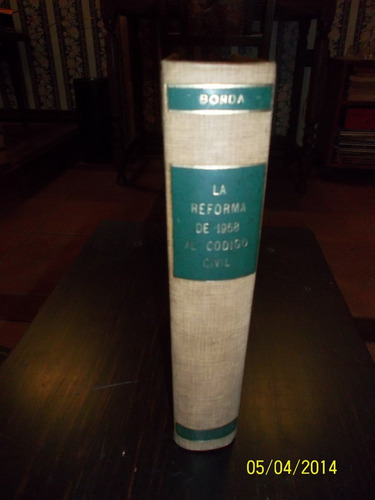 BORDA
LA
REFORMA
DE 1968
AL CODIGO
CIVIL
05/04/2014